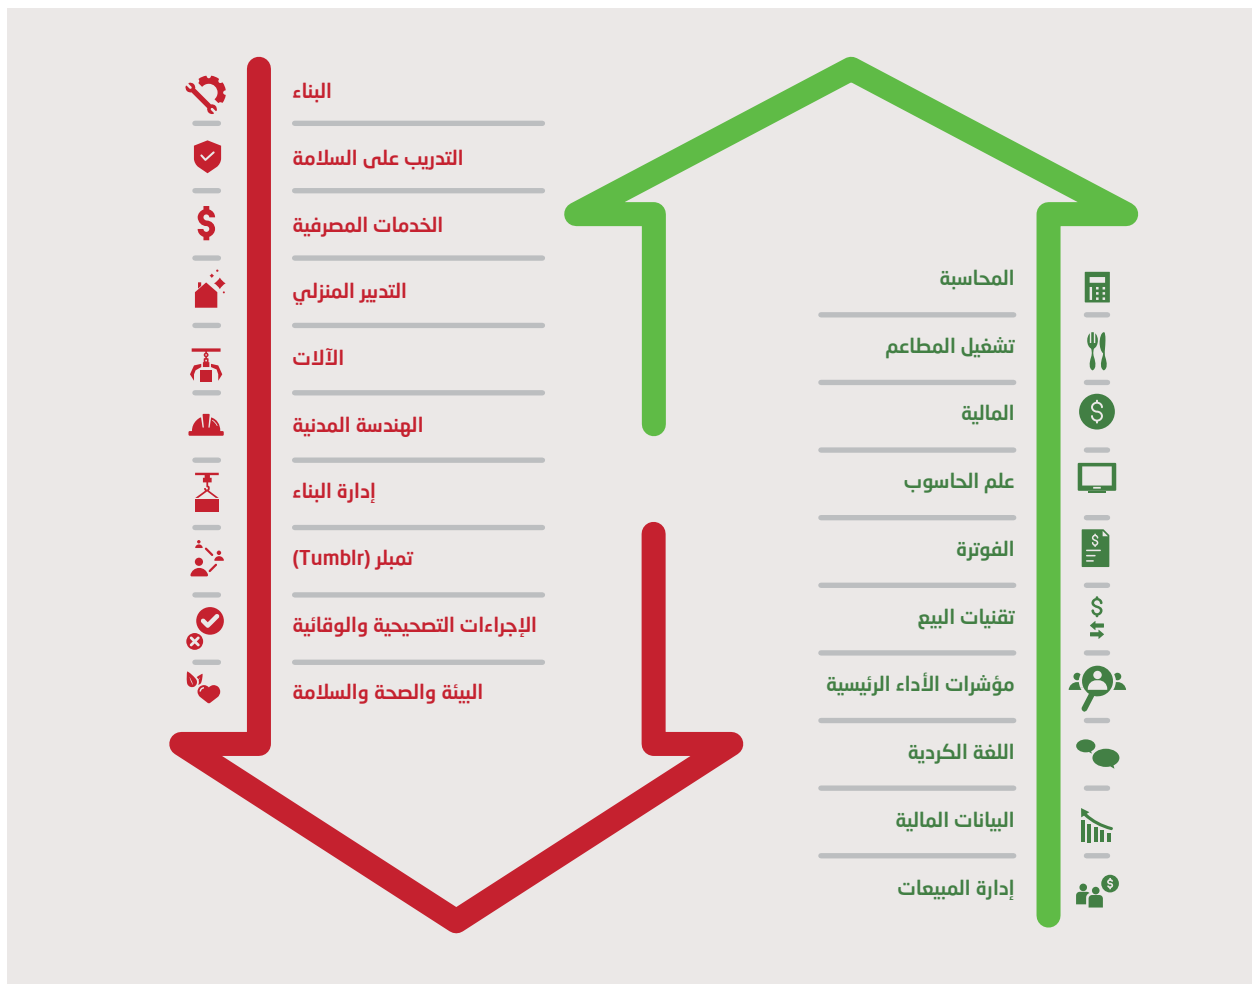 المحاسبة
تشغيل المطاعم
المالية
علم الحاسوب
الفوترة
تقنيات البيع
مؤشرات الأداء الرئيسية
اللغة الكردية
البيانات المالية
إدارة المبيعات
البناء
التدريب على السلامة
الخدمات المصرفية
التدبير المنزلي
الآلات
الهندسة المدنية
إدارة البناء
تمبلر (Tumblr)
الإجراءات التصحيحية والوقائية
البيئة والصحة والسلامة